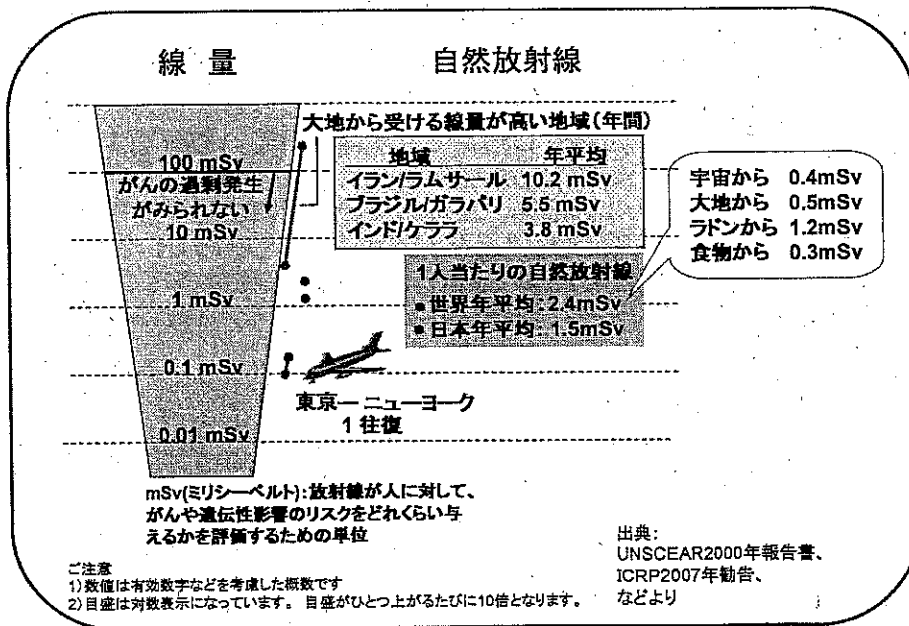 線 量
自然放射線
大地から受ける線量が高い地域(年間)
地域 年平均
イラン/ラムサール 10.2 mSv
ブラジル/ガラパリ 5.5 mSv
インド/ケララ 3.8 mSv
100 mSv
がんの過剰発生
がみられない
10 mSv
1 mSv
0.1 mSv
0.01 mSv
宇宙から 0.4mSv
大地から 0.5mSv
ラドンから 1.2mSv
食物から 0.3mSv
1人当たりの自然放射線
● 世界年平均: 2.4mSv
● 日本年平均: 1.5mSv
東京ー ニューヨーク
1 往復
mSv(ミリシーベルト): 放射線が人に対して、
がんや遺伝性影響のリスクをどれくらい与
えるかを評価するための単位
ご注意
1)数値は有効数字などを考慮した概数です
2)目盛は対数表示になっています。 目盛がひとつ上がるたびに10倍となります。
出典:
UNSCEAR2000年報告書、
ICRP2007年勧告、
などより